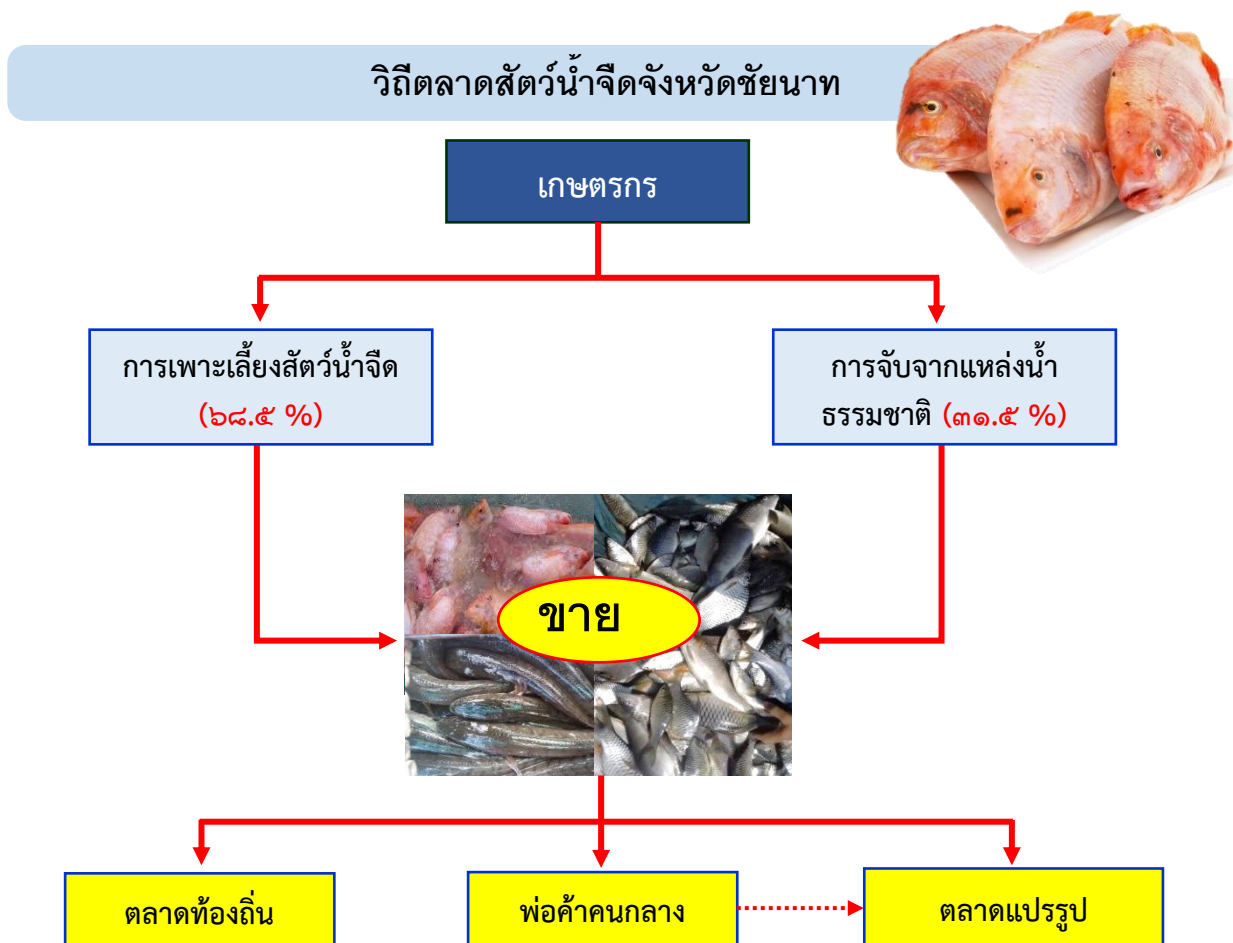 วิถีตลาดสัตว์น้ำจืดจังหวัดชัยนาท
เกษตรกร
การเพาะเลี้ยงสัตว์น้ำจืด
(๖๘.๕ %)
การจับจากแหล่งน้ำ
ธรรมชาติ (๓๑.๕ %)
ขาย
ตลาดท้องถิ่น
พ่อค้าคนกลาง
ตลาดแปรรูป